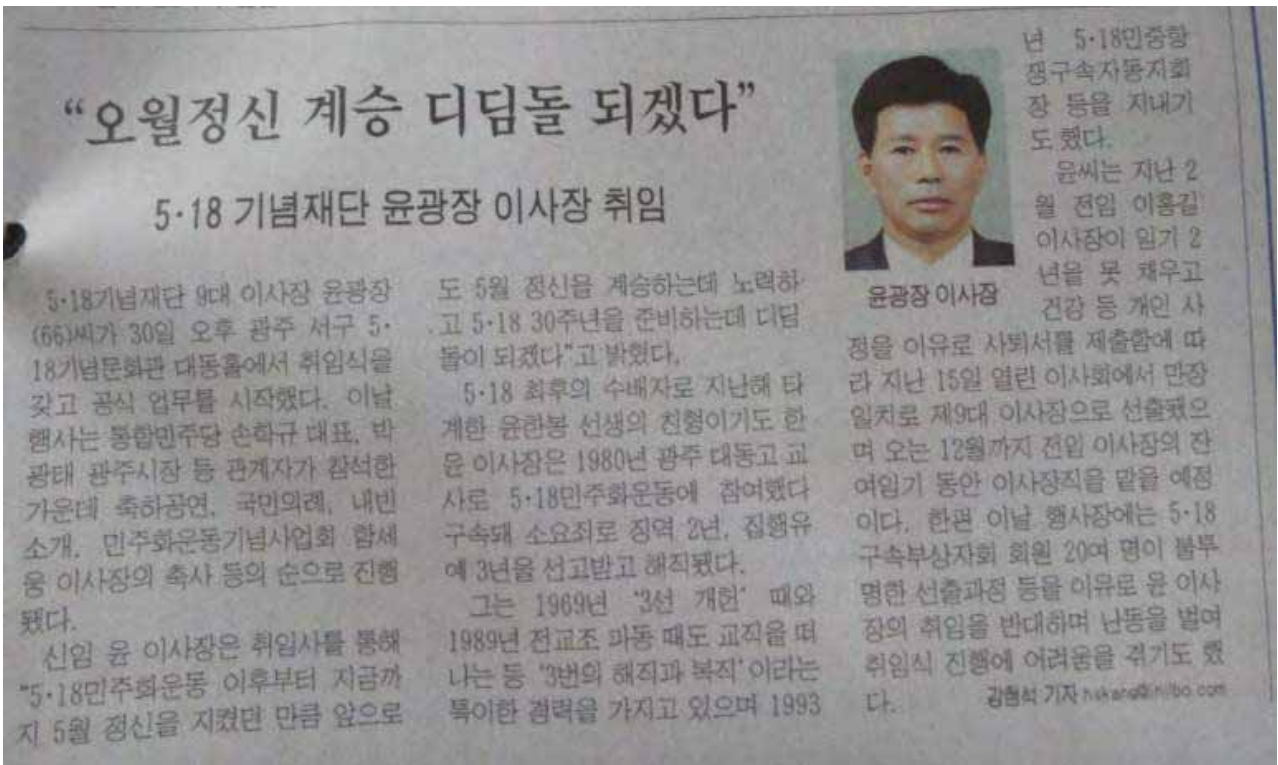 “오월정신 계승 디딤돌 되겠다”
5·18 기념재단 윤광장 이사장 취임
5·18기념재단 9대 이사장 윤광장
(66)씨가 30일 오후 광주 서구 5·
18기념문화관 대동홀에서 취임식을
갖고 공식 업무를 시작했다. 이날
행사는 통합민주당 손학규 대표, 박
광태 광주시장 등 관계자가 참석한
가운데 축하공연, 국민의례, 내빈
소개, 민주화운동기념사업회 함세
웅 이사장의 축사 등의 순으로 진행
됐다.
신임 윤 이사장은 취임사를 통해
“5·18민주화운동 이후부터 지금까
지 5월 정신을 지켰던 만큼 앞으로
도 5월 정신을 계승하는데 노력하
고 5·18 30주년을 준비하는데 디딤
돌이 되겠다”고 밝혔다.
5·18 최후의 수배자로 지난해 타
계한 윤한봉 선생의 친형이기도 한
윤 이사장은 1980년 광주 대동고 교
사로 5·18민주화운동에 참여했다
구속돼 소요죄로 징역 2년, 집행유
예 3년을 선고받고 해직됐다.
그는 1969년 ‘3선 개헌’ 때와
1989년 전교조 파동 때도 교직을 떠
나는 등 ‘3번의 해직과 복직’이라는
특이한 경력을 가지고 있으며 1993
년 5·18민중항
쟁구속자동지회
장 등을 지내기
도 했다.
윤씨는 지난 2
월 전임 이홍길
이사장이 임기 2
년을 못 채우고
건강 등 개인 사
윤광장 이사장
정을 이유로 사퇴서를 제출함에 따
라 지난 15일 열린 이사회에서 만장
일치로 제9대 이사장으로 선출됐으
며 오는 12월까지 전임 이사장의 잔
여임기 동안 이사장직을 맡을 예정
이다. 한편 이날 행사장에는 5·18
구속부상자회 회원 20여 명이 불투
명한 선출과정 등을 이유로 윤 이사
장의 취임을 반대하며 난동을 벌여
취임식 진행에 어려움을 겪기도 했
다.
기자